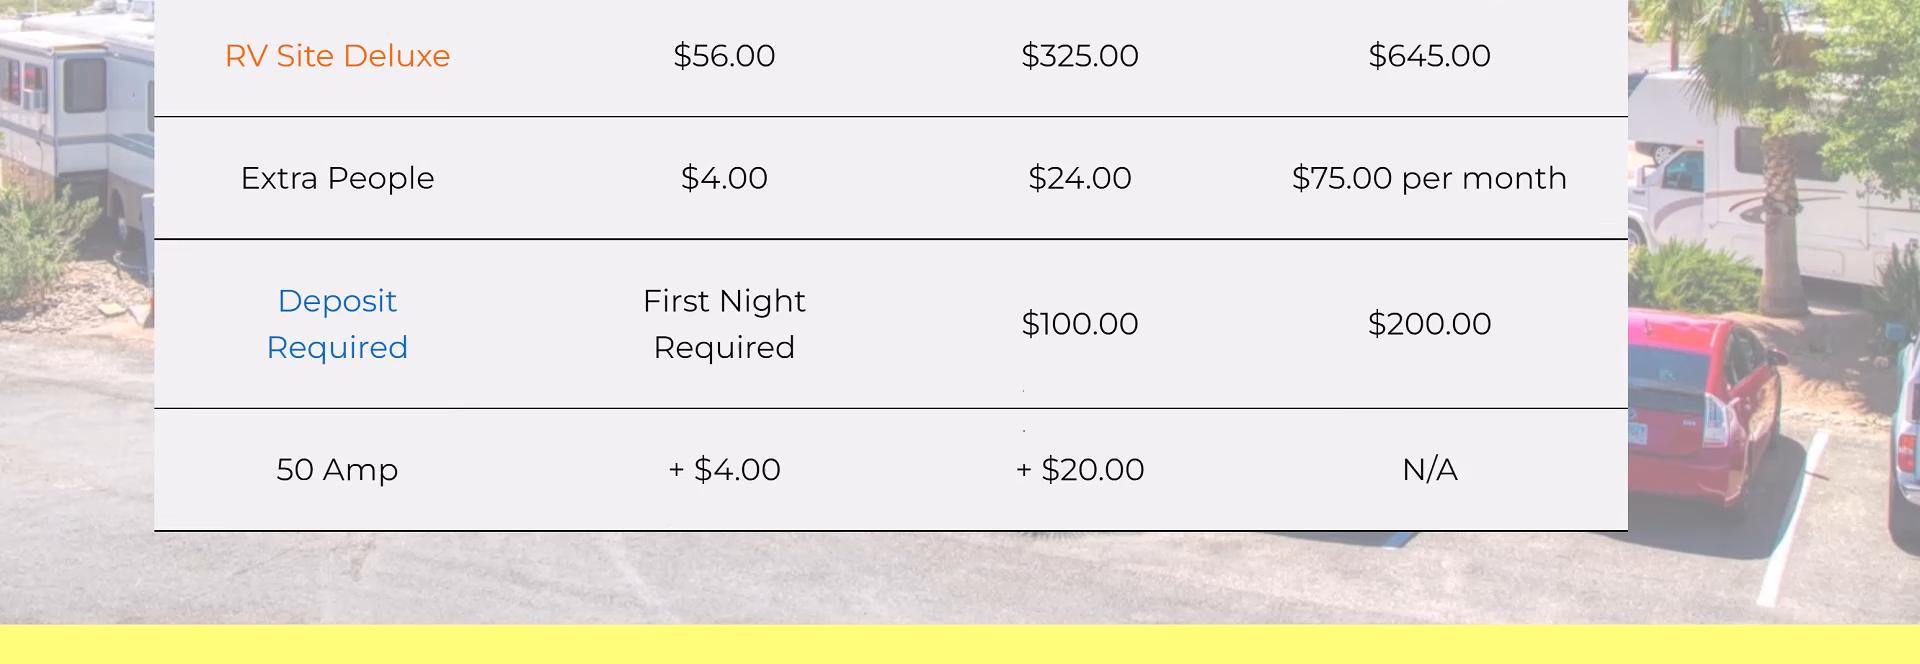 RV Site Deluxe $56.00 $325.00 $645.00
Extra People $4.00 $24.00 $75.00 per month
Deposit
Required
First Night
Required
$100.00 $200.00
50 Amp + $4.00 + $20.00 N/A